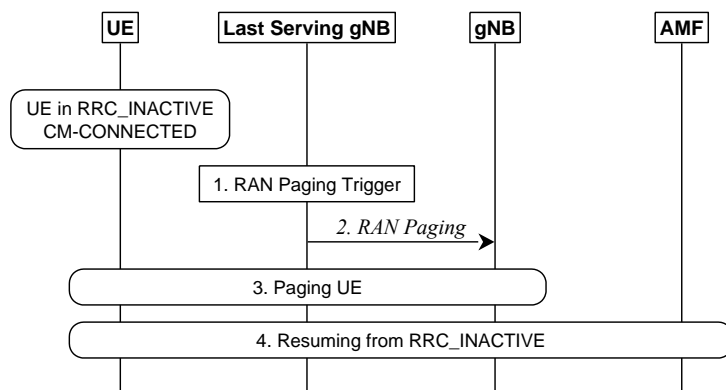 UE
Last Serving gNB
gNB
AMF
UE in RRC_INACTIVE
CM-CONNECTED
1. RAN Paging Trigger
2. RAN Paging
3. Paging UE
4. Resuming from RRC_INACTIVE